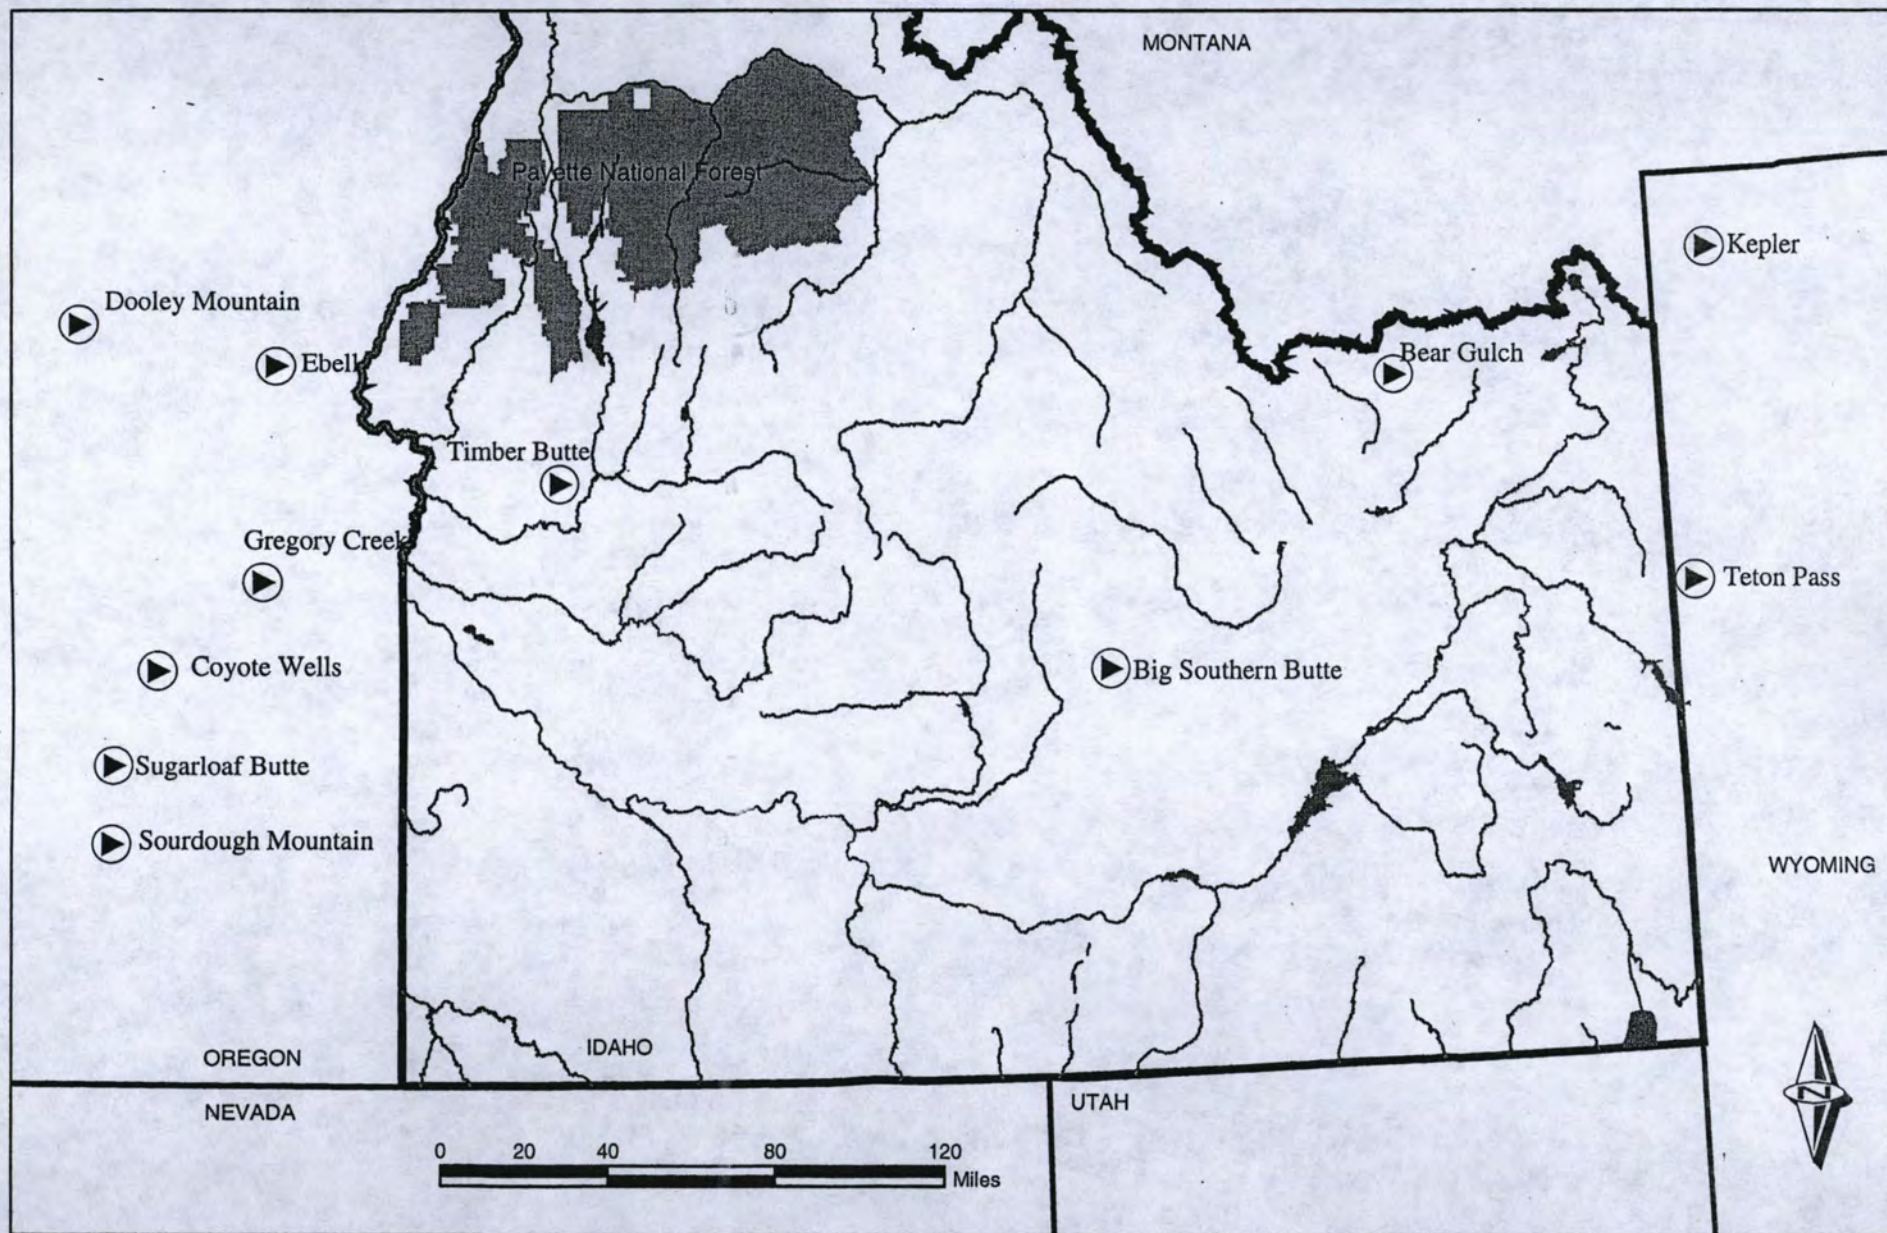 MONTANA
Payette National Forest
Kepler
Dooley Mountain
Bear Gulch
Ebell
Timber Butte
Gregory Creek
Teton Pass
Coyote Wells
Big Southern Butte
Sugarloaf Butte
Sourdough Mountain
WYOMING
OREGON
IDAHO
NEVADA
UTAH
N
0 20 40 80 120
Miles